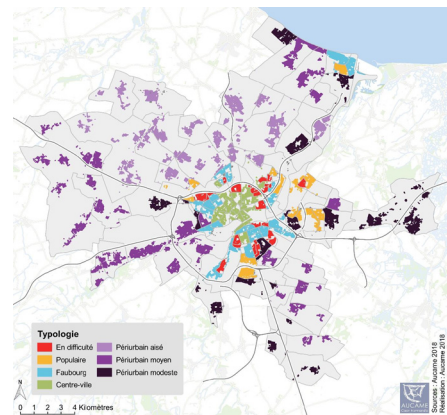 Typologie
En difficulté
Populaire
Faubourg
Centre-ville
Périurbain aisé
Périurbain moyen
Périurbain modeste
N
0 1 2 3 4 Kilomètres
AUCAME
Sources : Aucame 2018
Réalisation : Aucame 2018